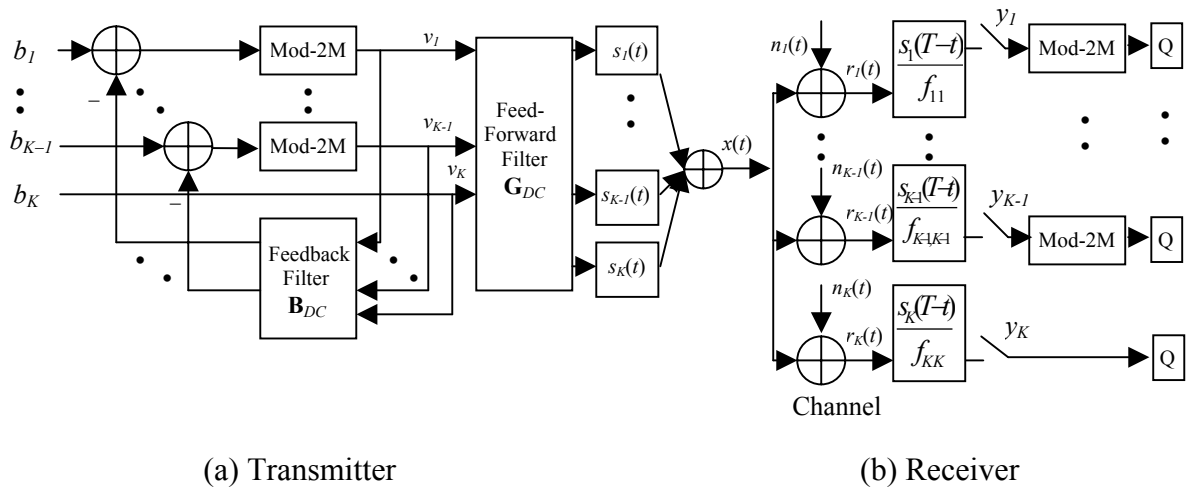 b1
Mod-2M
v1
bK–1
Mod-2M
vK-1
bK
vK
–
–
Feedback
Filter
BDC
Feed-
Forward
Filter
GDC
s1(t)
sK-1(t)
sK(t)
x(t)
n1(t)
r1(t)
s1(T–t)
f11
y1
Mod-2M
Q
nK-1(t)
rK-1(t)
sK-1(T–t)
fK-1,K-1
yK-1
Mod-2M
Q
nK(t)
rK(t)
sK(T–t)
fKK
yK
Q
Channel
(a) Transmitter
(b) Receiver